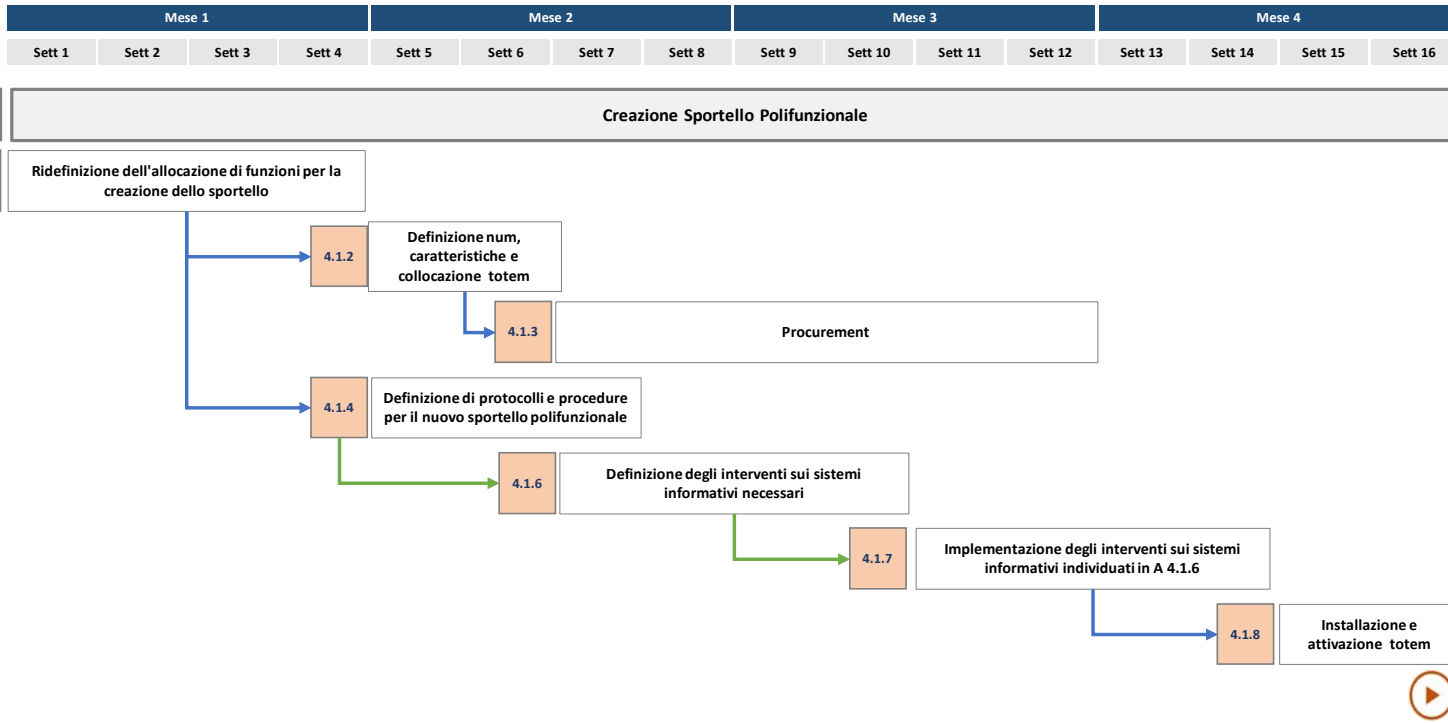 Mese 1 Mese 2 Mese 3 Mese 4
Sett 1 Sett 2 Sett 3 Sett 4 Sett 5 Sett 6 Sett 7 Sett 8 Sett 9 Sett 10 Sett 11 Sett 12 Sett 13 Sett 14 Sett 15 Sett 16
Creazione Sportello Polifunzionale
Ridefinizione dell'allocazione di funzioni per la
creazione dello sportello
4.1.2
Definizione num,
caratteristiche e
collocazione totem
4.1.3
Procurement
4.1.4
Definizione di protocolli e procedure
per il nuovo sportello polifunzionale
4.1.6
Definizione degli interventi sui sistemi
informativi necessari
4.1.7
Implementazione degli interventi sui sistemi
informativi individuati in A 4.1.6
4.1.8
Installazione e
attivazione totem